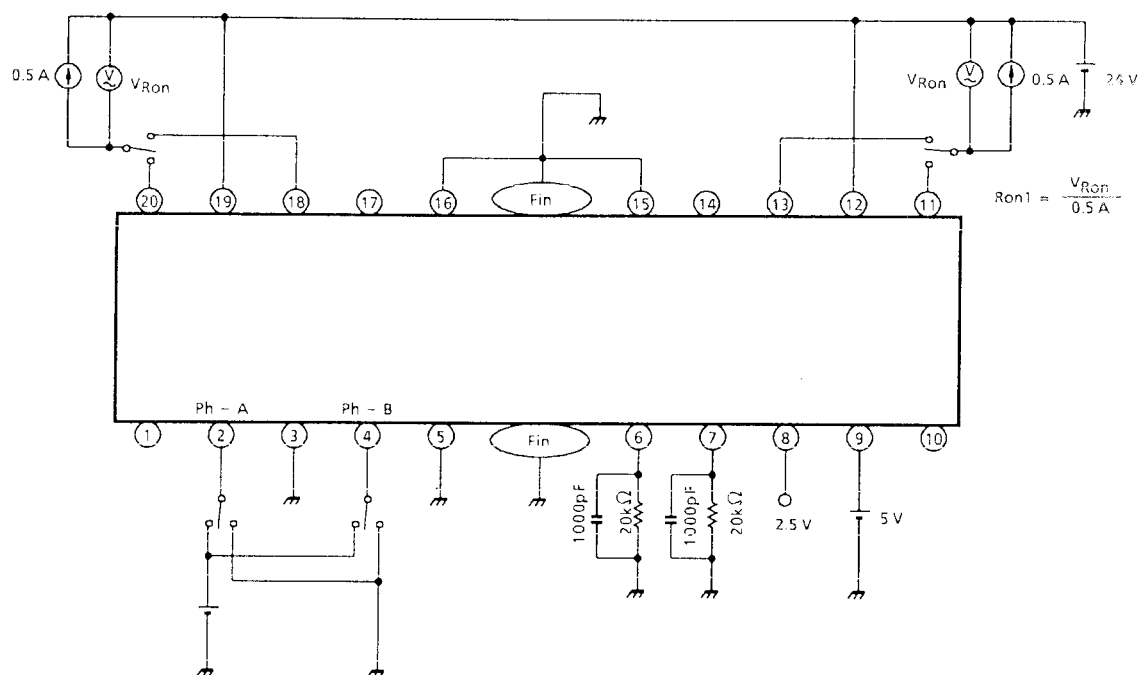 0.5 A
V
VRon
V
VRon
0.5 A
24 V
20
19
18
17
16
Fin
15
14
13
12
11
Ron1 = VRon / 0.5 A
Ph - A
Ph - B
1
2
3
4
5
Fin
6
7
8
9
10
1000pF
20kΩ
1000pF
20kΩ
2.5 V
5 V